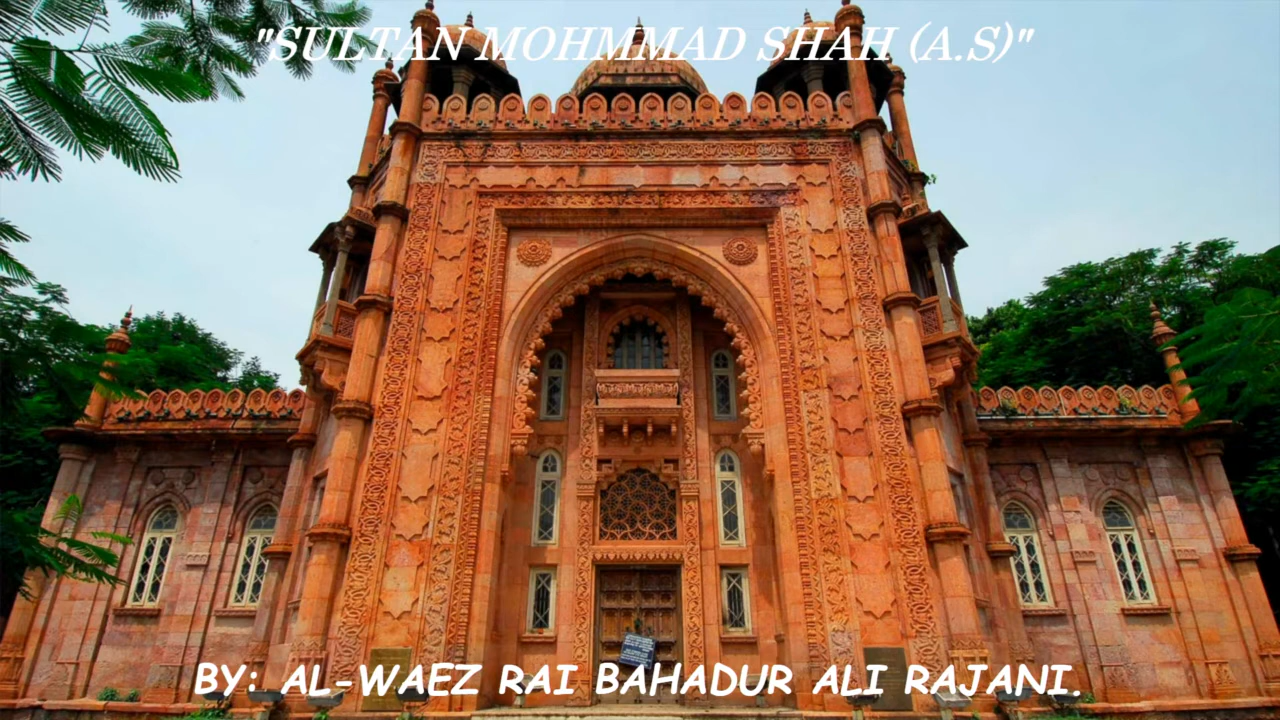 "SULTAN MOHMMAD SHAH (A.S)"
BY: AL-WAEZ RAI BAHADUR ALI RAJANI.